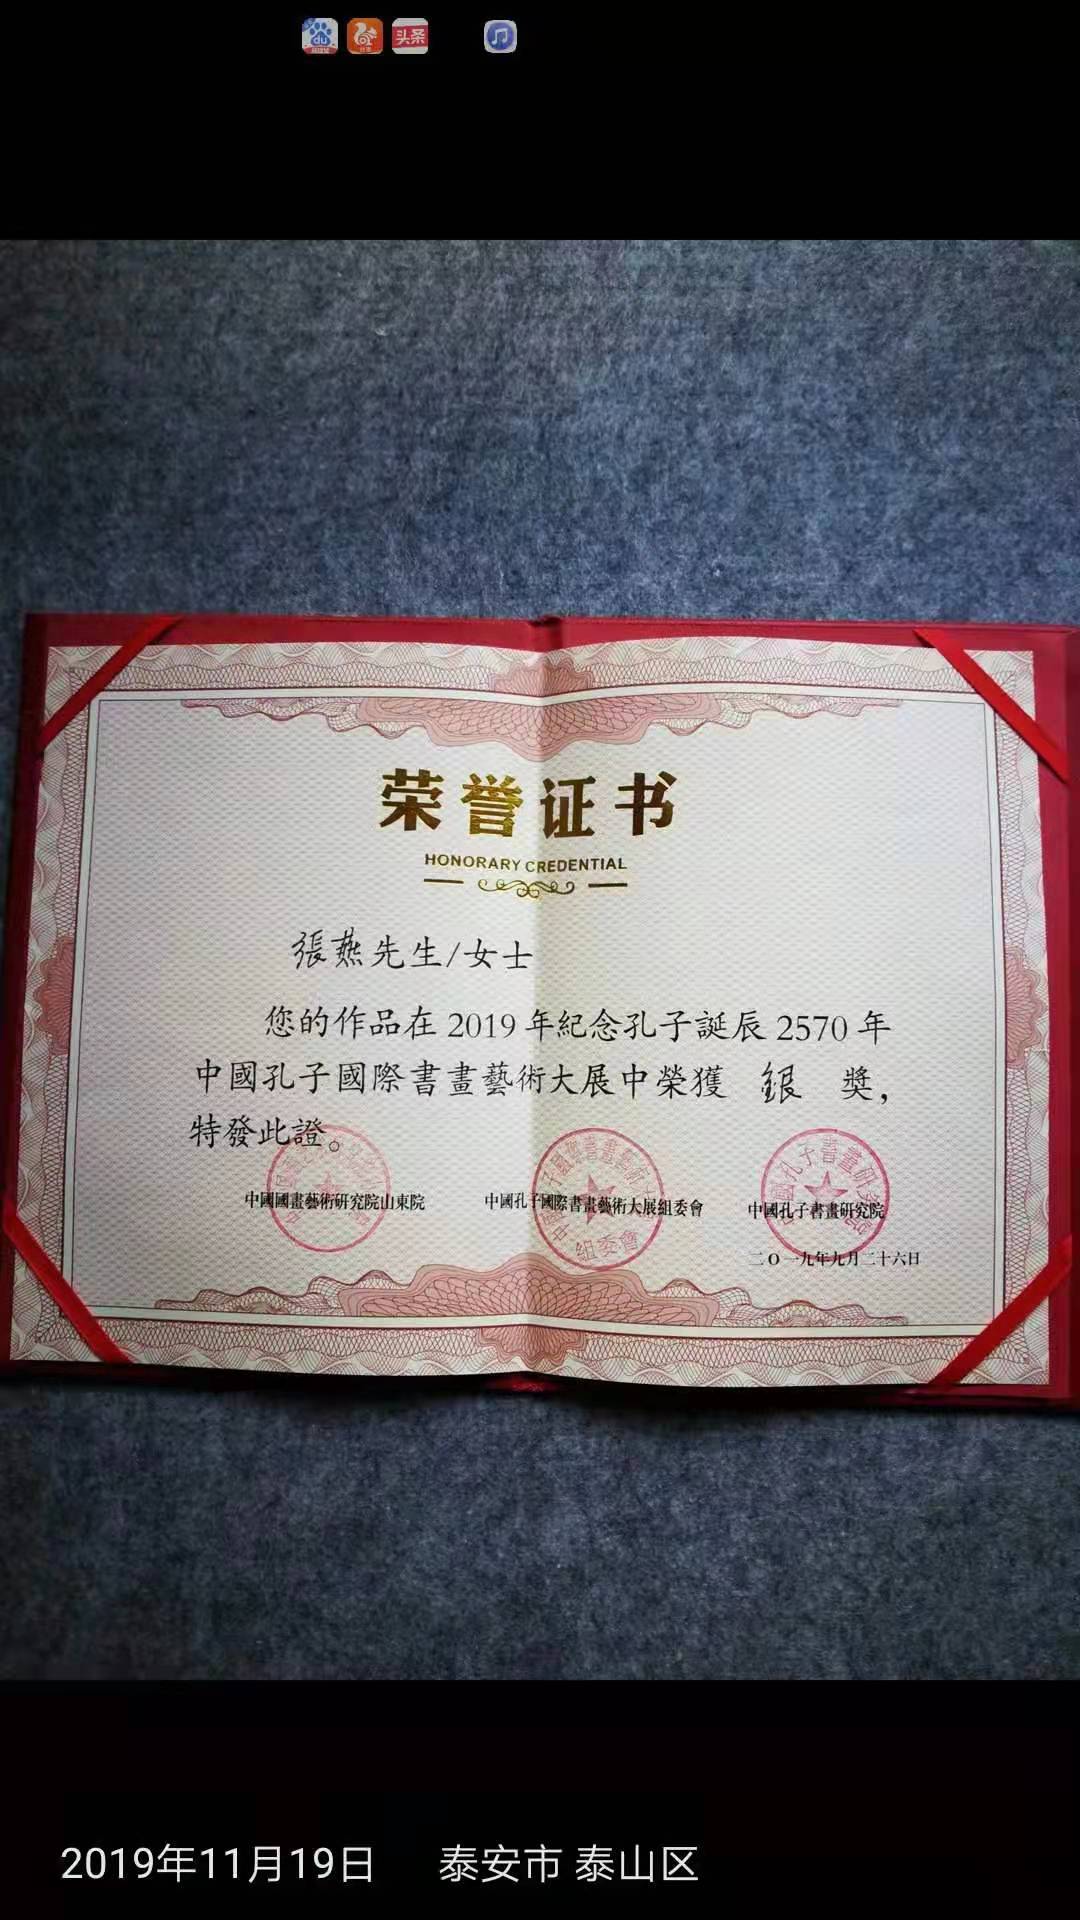 du
头条
荣誉证书
HONORARY CREDENTIAL
張燕先生/女士
您的作品在2019年紀念孔子誕辰2570年
中國孔子國際書畫藝術大展中榮獲 銀 獎，
特發此證。
中國國畫藝術研究院山東院
中國孔子國際書畫藝術大展組委會
中國孔子書畫研究院
組委會
二〇一九年九月二十六日
2019年11月19日 泰安市 泰山区